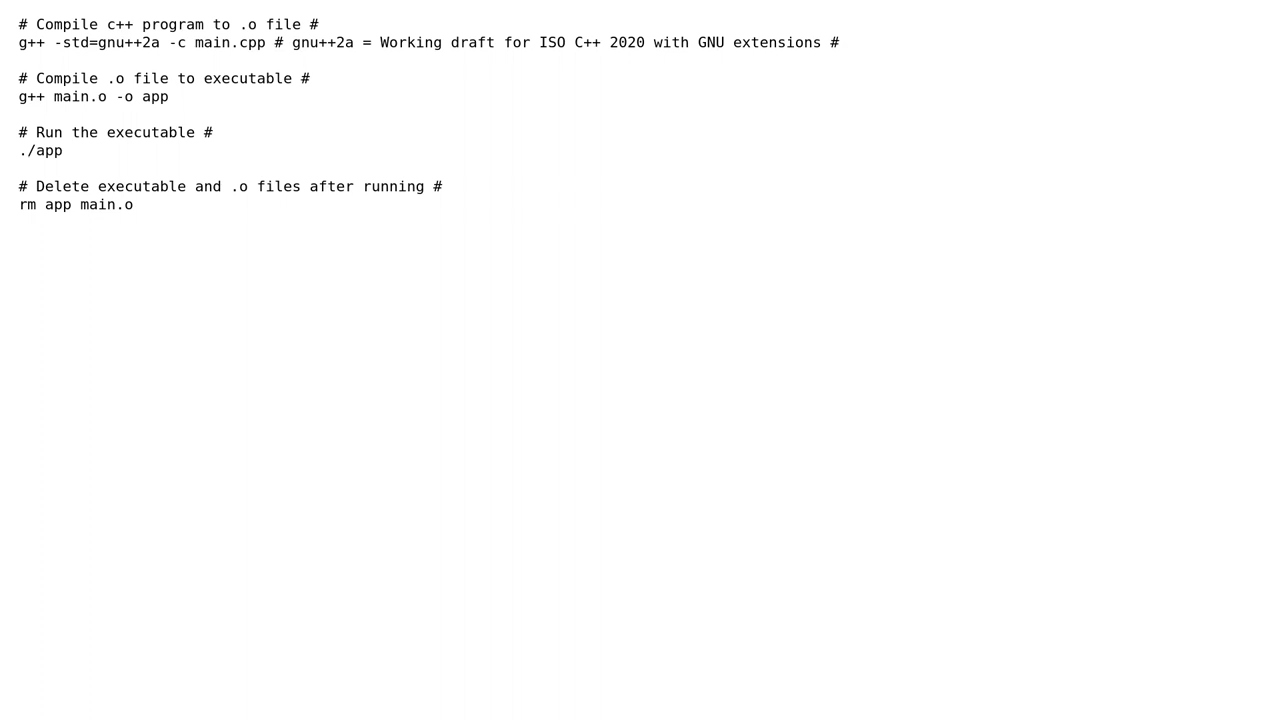 # Compile c++ program to .o file #
g++ -std=gnu++2a -c main.cpp # gnu++2a = Working draft for ISO C++ 2020 with GNU extensions #
# Compile .o file to executable #
g++ main.o -o app
# Run the executable #
./app
# Delete executable and .o files after running #
rm app main.o